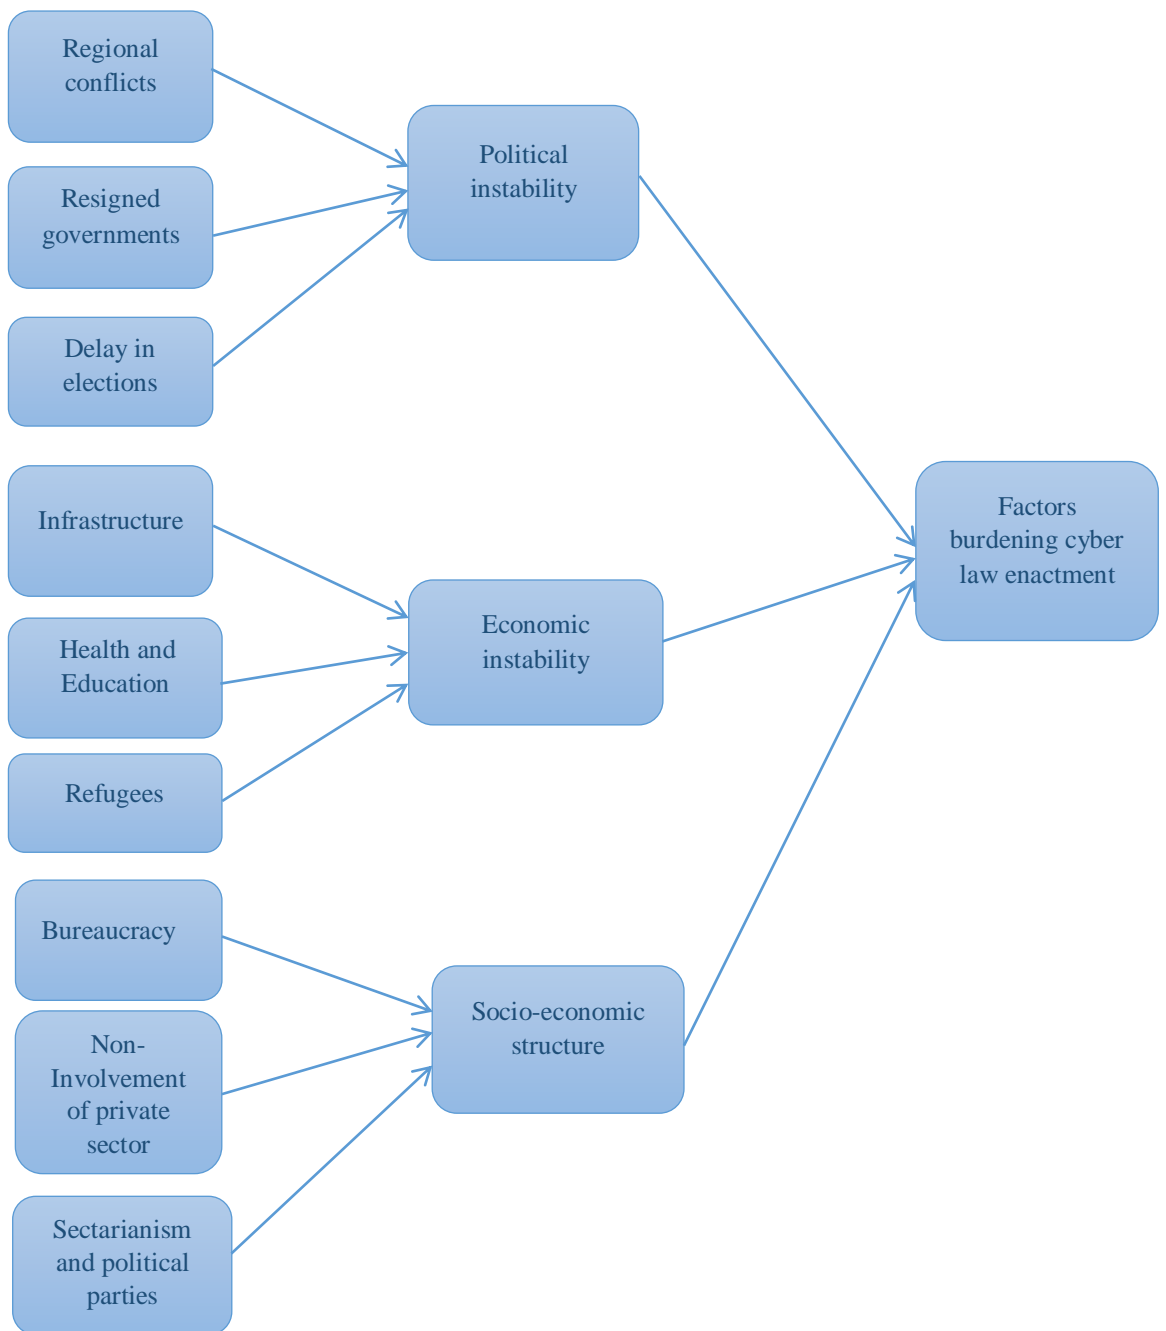 Regional
conflicts
Resigned
governments
Delay in
elections
Political
instability
Infrastructure
Health and
Education
Refugees
Economic
instability
Bureaucracy
Non-
Involvement
of private
sector
Sectarianism
and political
parties
Socio-economic
structure
Factors
burdening cyber
law enactment